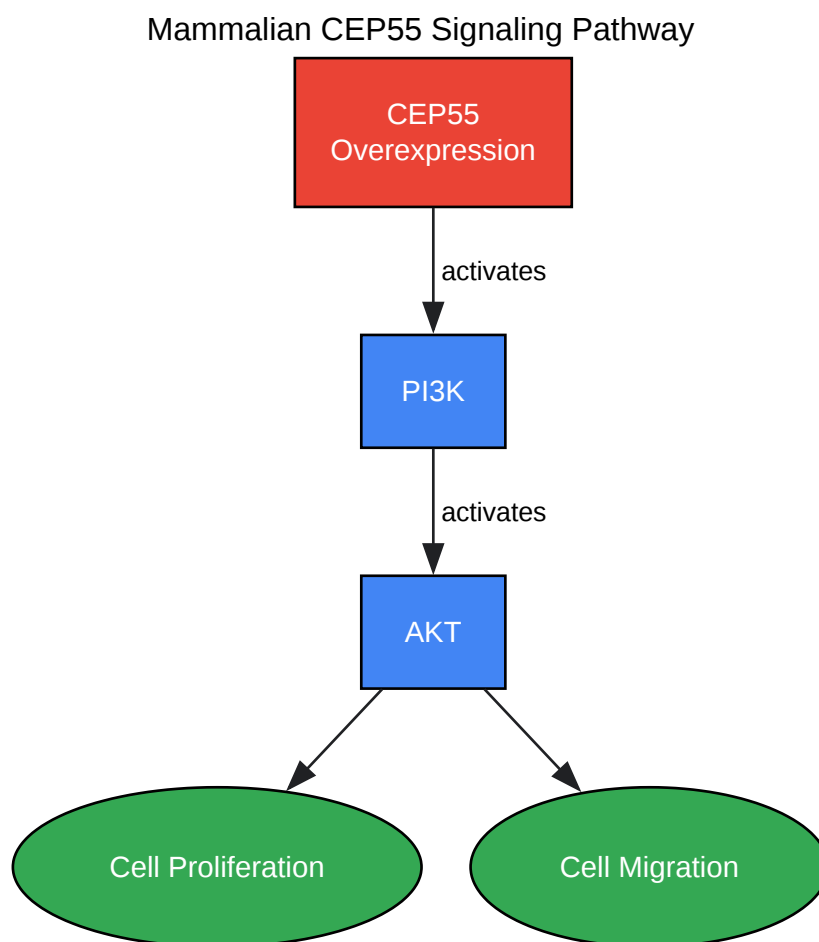 Mammalian CEP55 Signaling Pathway
CEP55
Overexpression
activates
PI3K
activates
AKT
Cell Proliferation
Cell Migration